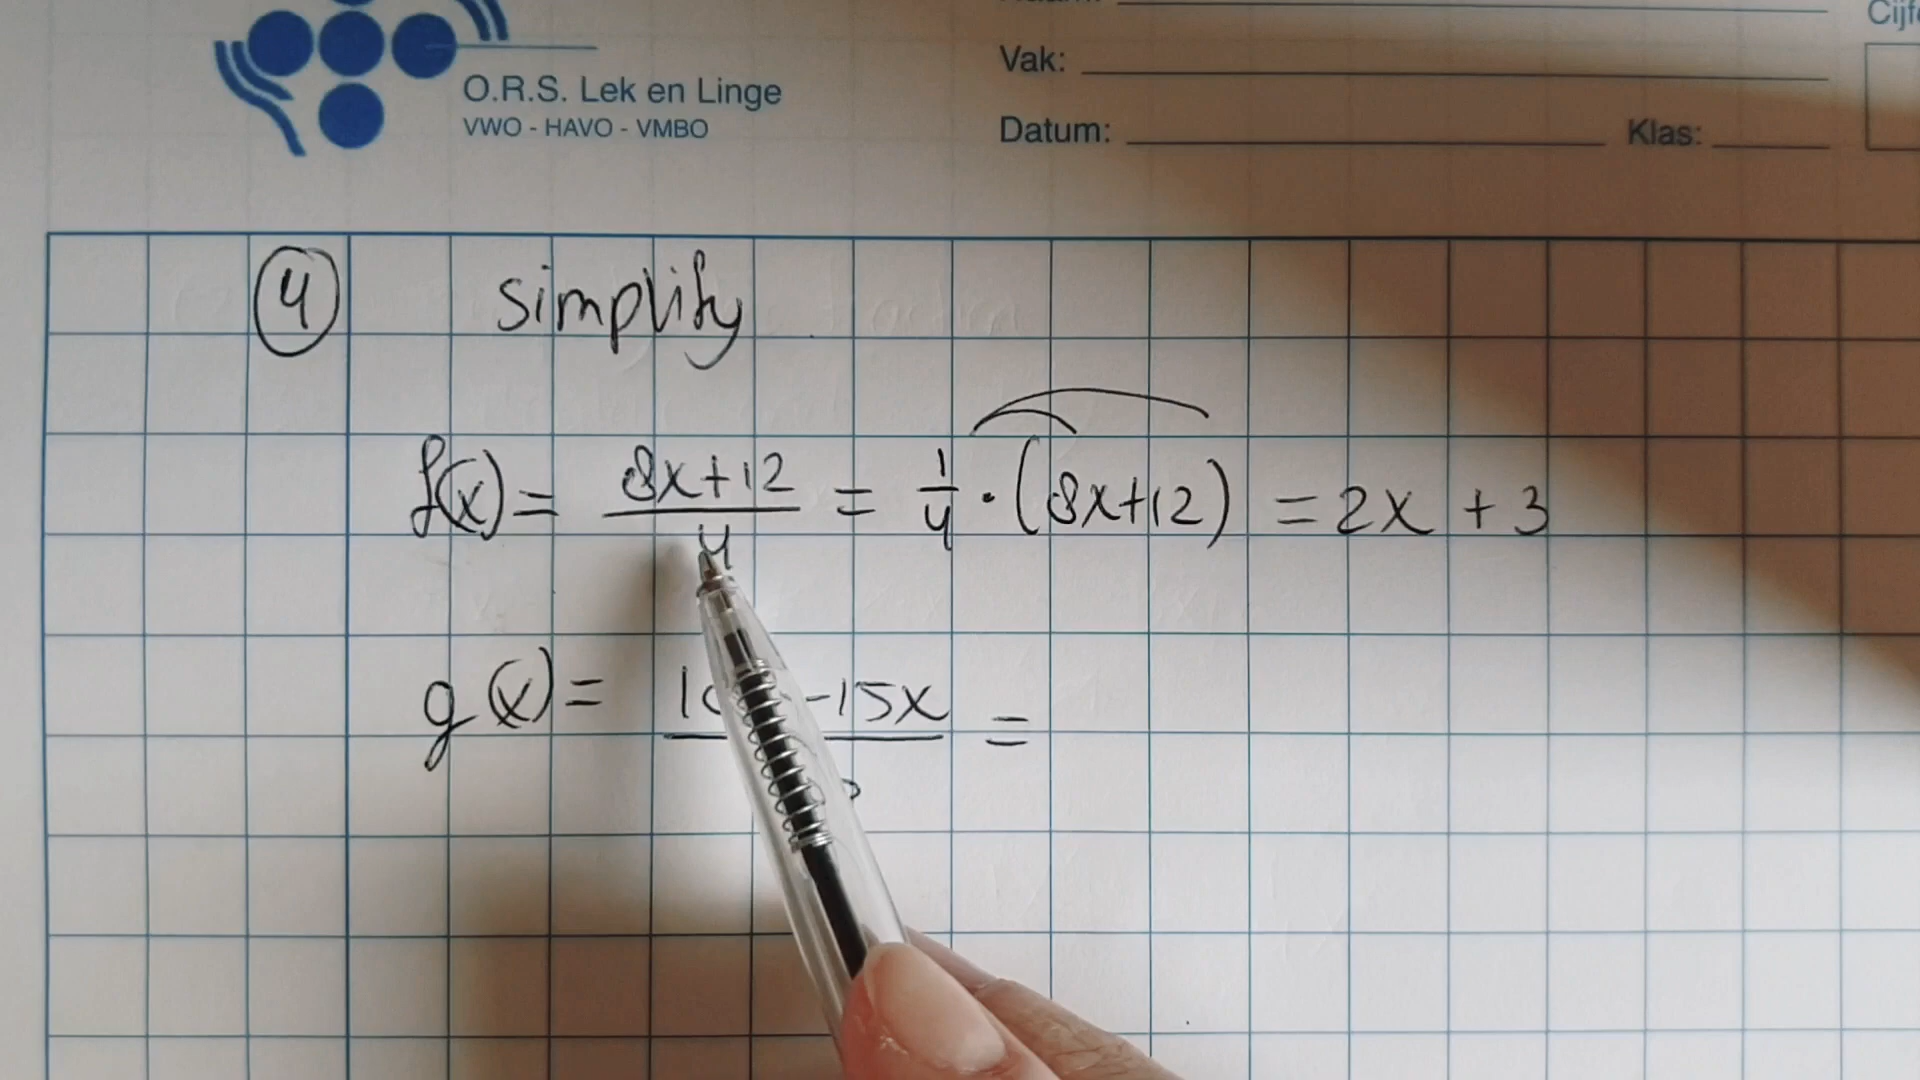 O.R.S. Lek en Linge
VWO - HAVO - VMBO
Vak:
Datum: Klas:
4 simplify
f(x) = 8x+12 / 4 = 1/4 · (8x+12) = 2x + 3
g(x) = -15x =